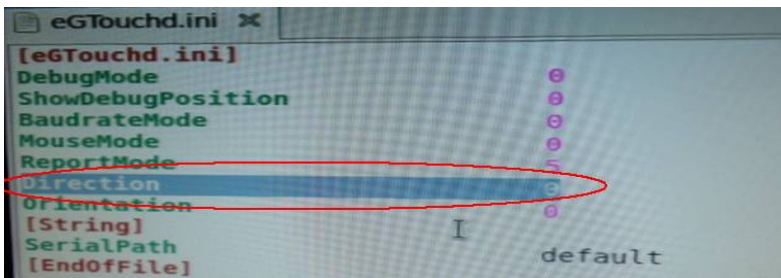 eGTouchd.ini
[eGTouchd.ini]
DebugMode 0
ShowDebugPosition 0
BaudrateMode 0
MouseMode 0
ReportMode 5
Direction 0
Orientation 0
[String]
SerialPath default
[EndOfFile]